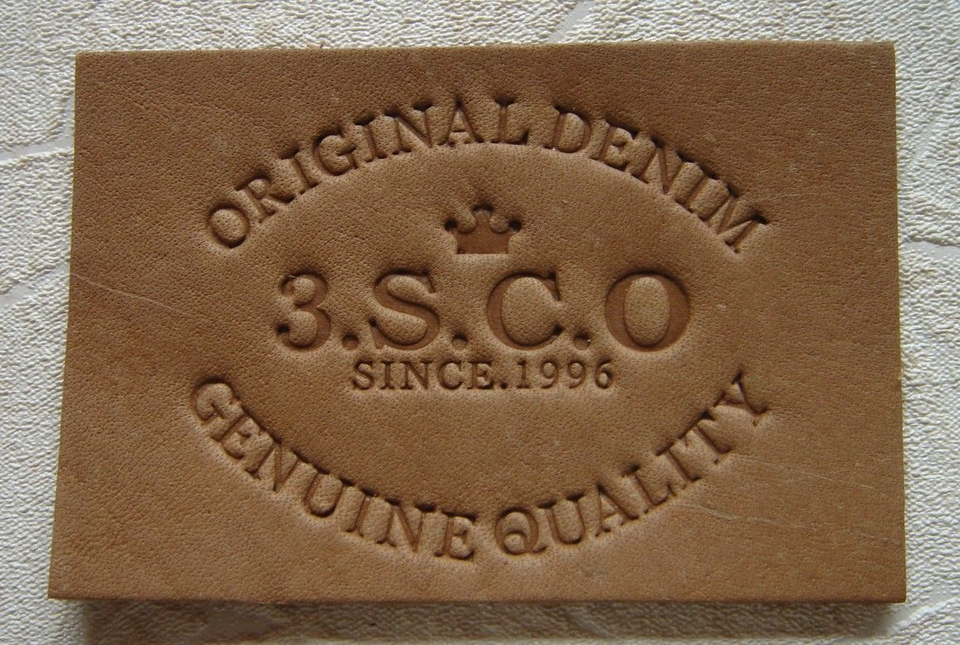 ORIGINAL DENIM
3.S.C.O
SINCE.1996
GENUINE QUALITY